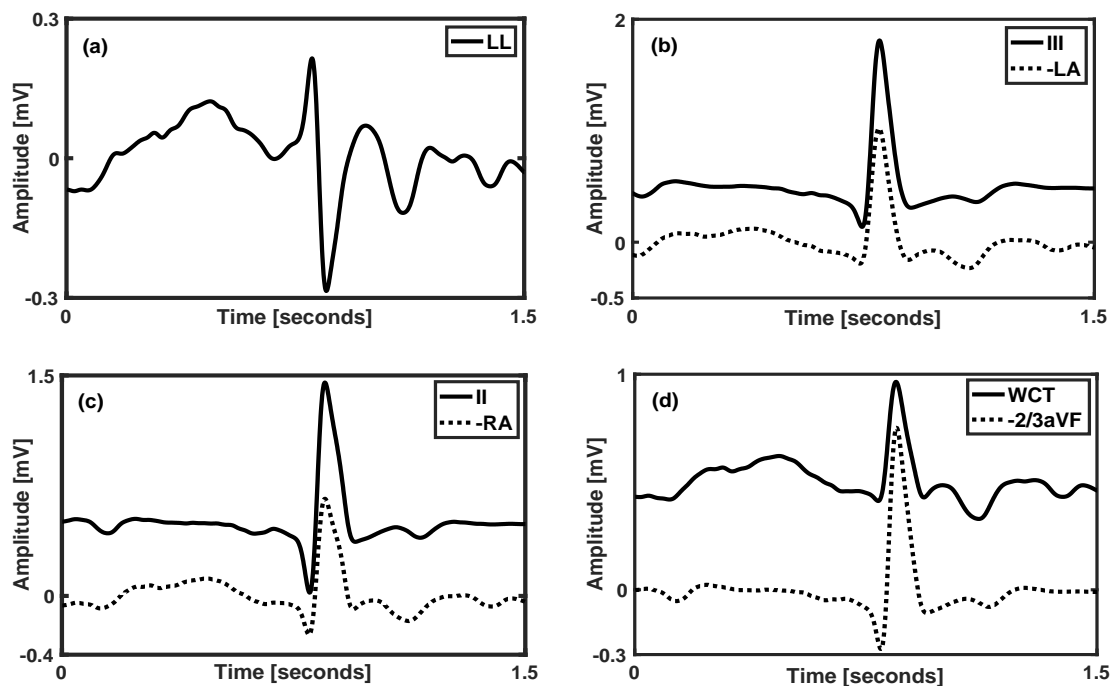 (a)
LL
0.3
0
-0.3
Amplitude [mV]
0
Time [seconds]
1.5
(b)
III
-LA
2
1
0
-0.5
Amplitude [mV]
0
Time [seconds]
1.5
(c)
II
-RA
1.5
0
-0.4
Amplitude [mV]
0
Time [seconds]
1.5
(d)
WCT
-2/3aVF
1
0
-0.3
Amplitude [mV]
0
Time [seconds]
1.5